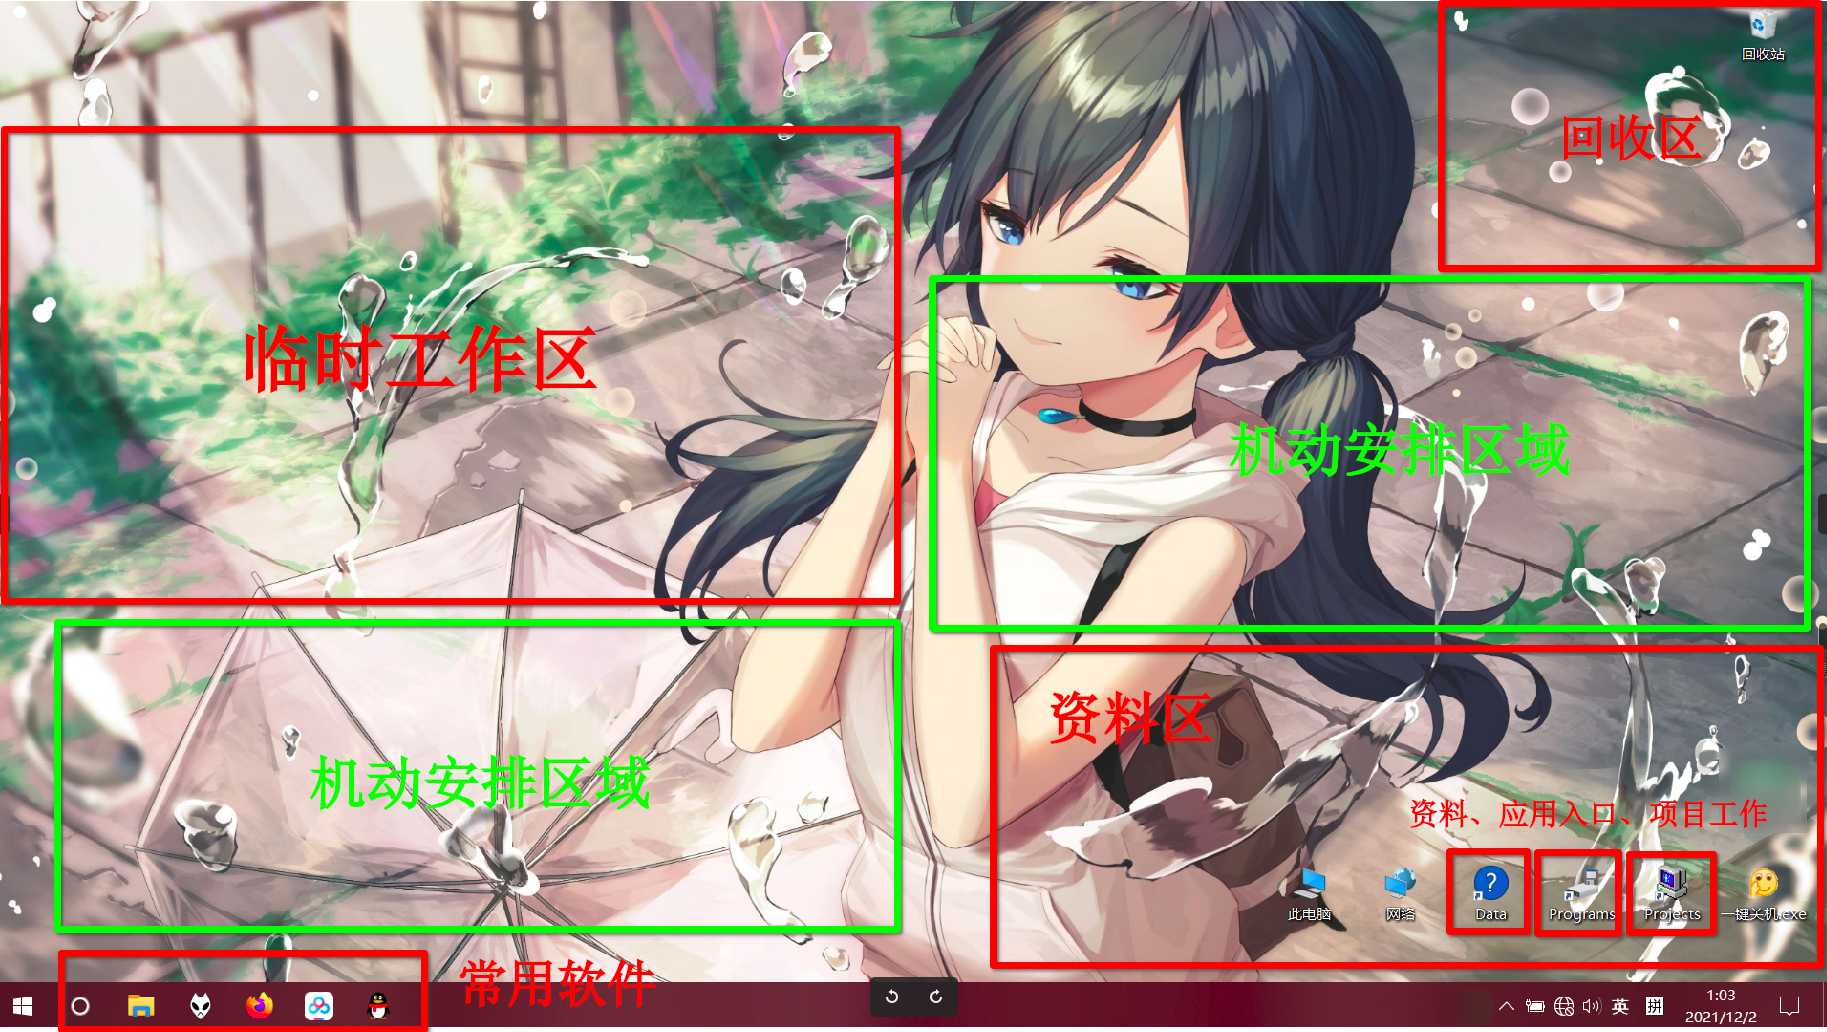 回收站
回收区
临时工作区
机动安排区域
资料区
机动安排区域
资料、应用入口、项目工作
此电脑
网络
?
Data
Programs
Projects
一键关机.exe
常用软件
英
拼
1:03
2021/12/2